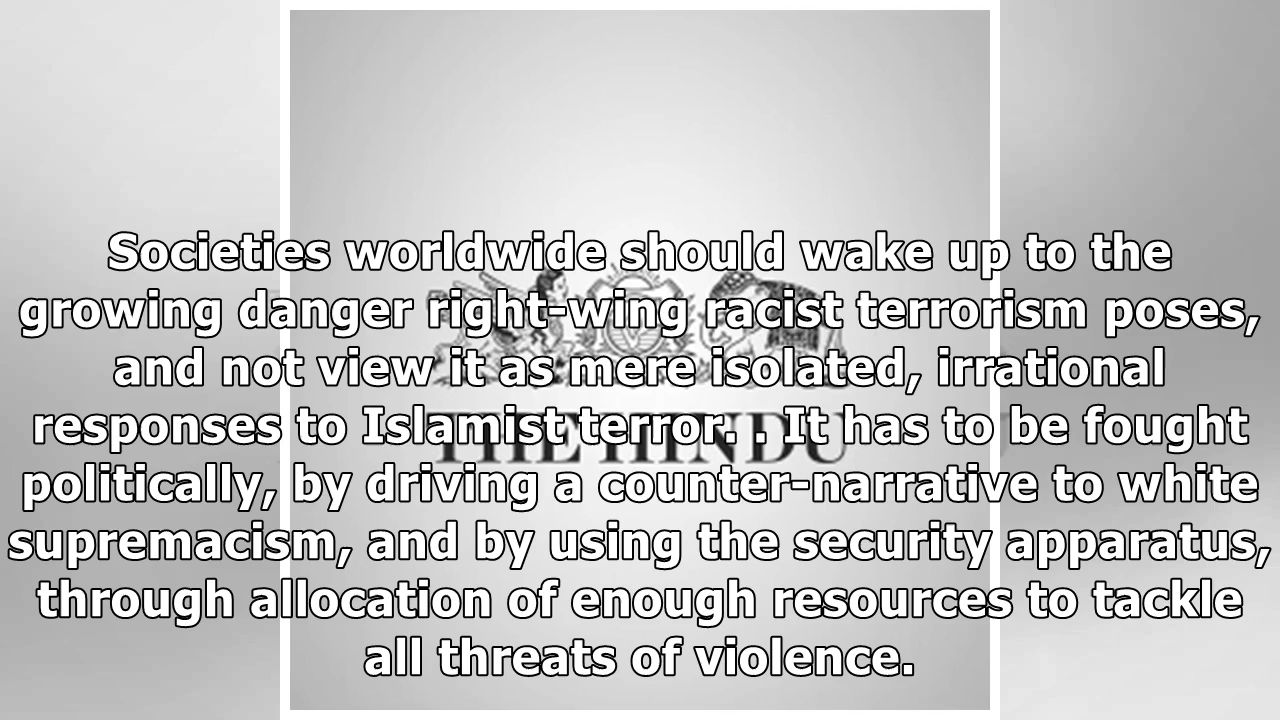 Societies worldwide should wake up to the
growing danger right-wing racist terrorism poses,
and not view it as mere isolated, irrational
responses to Islamist terror. . It has to be fought
politically, by driving a counter-narrative to white
supremacism, and by using the security apparatus,
through allocation of enough resources to tackle
all threats of violence.
THE HINDU